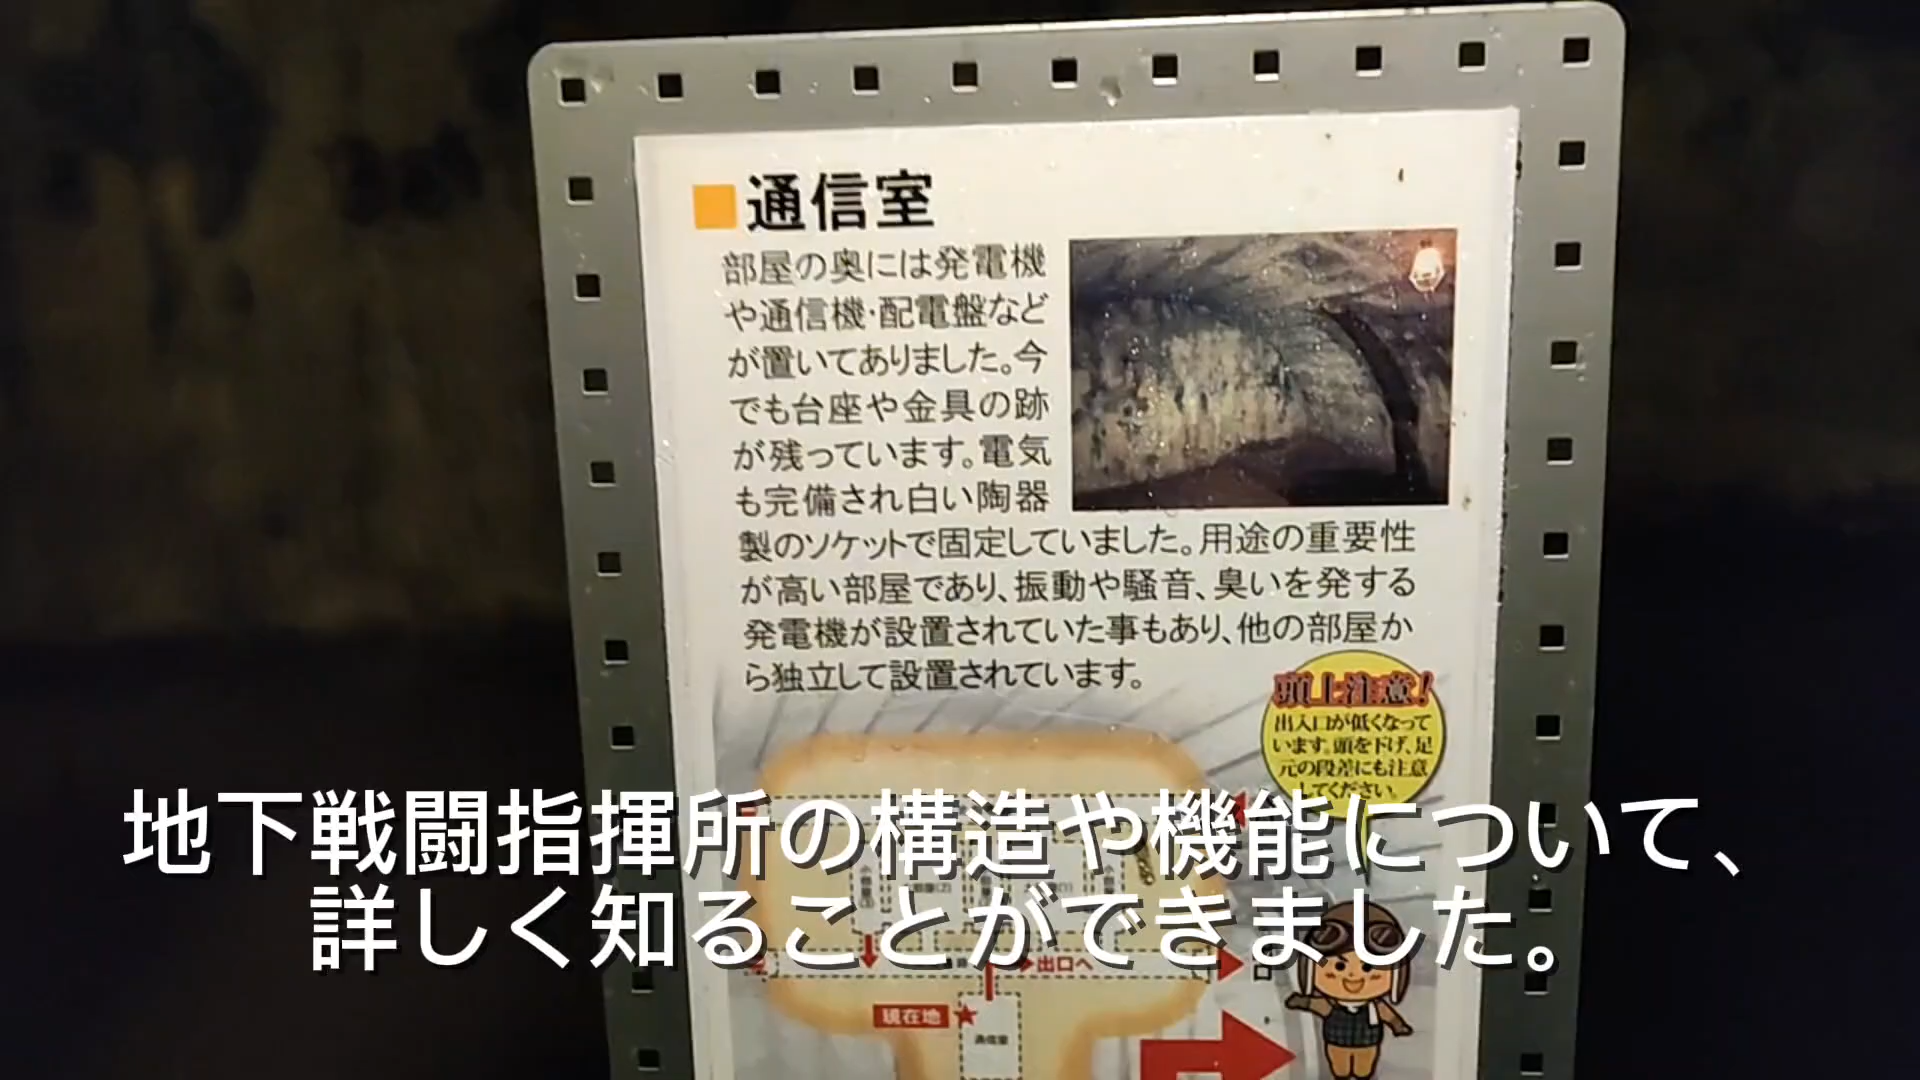 ■通信室
部屋の奥には発電機
や通信機・配電盤など
が置いてありました。今
でも台座や金具の跡
が残っています。電気
も完備され白い陶器
製のソケットで固定していました。用途の重要性
が高い部屋であり、振動や騒音、臭いを発する
発電機が設置されていた事もあり、他の部屋か
ら独立して設置されています。
頭上注意!
出入口が低くなって
います。頭を下げ、足
元の段差にも注意
してください。
地下戦闘指揮所の構造や機能について、
詳しく知ることができました。
出口へ
現在地
通信室